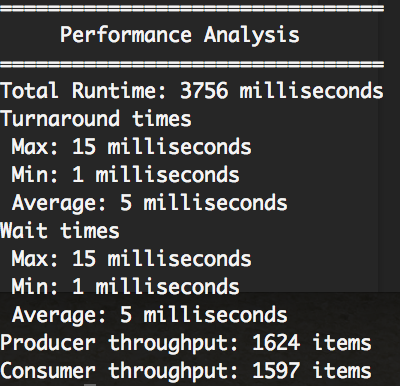 ================================
     Performance Analysis
================================
Total Runtime: 3756 milliseconds
Turnaround times
 Max: 15 milliseconds
 Min: 1 milliseconds
 Average: 5 milliseconds
Wait times
 Max: 15 milliseconds
 Min: 1 milliseconds
 Average: 5 milliseconds
Producer throughput: 1624 items
Consumer throughput: 1597 items